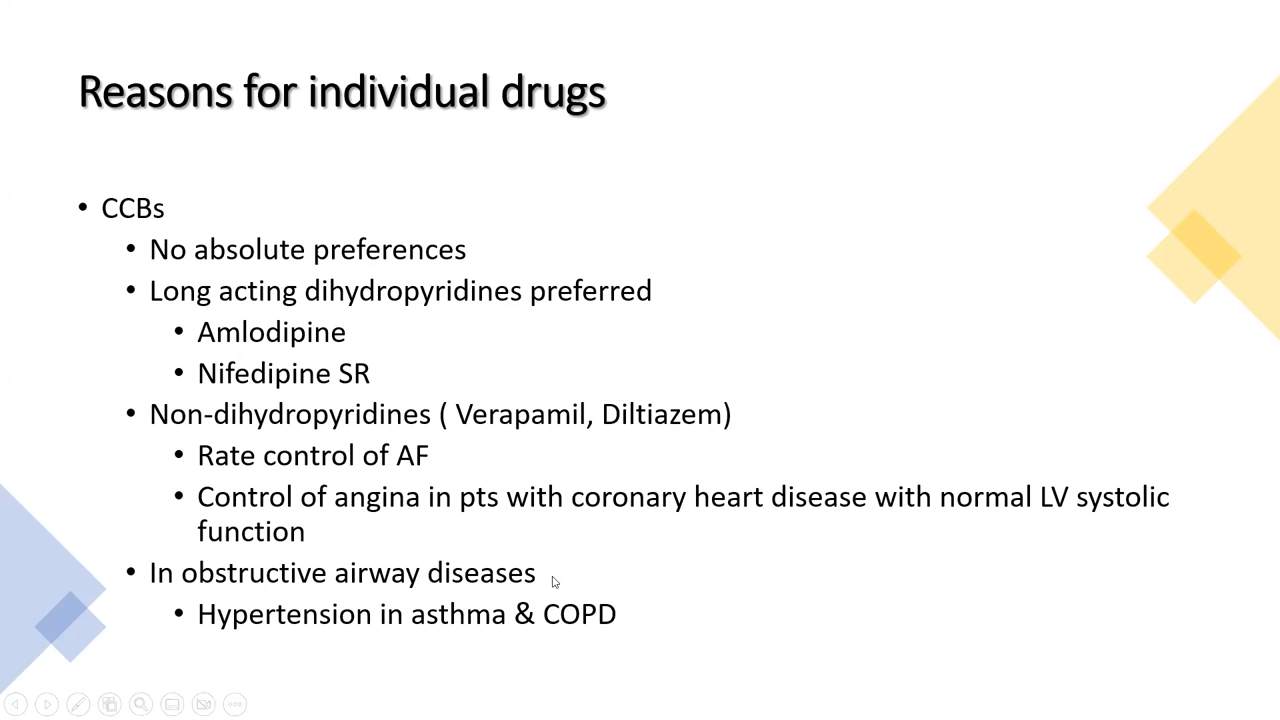 Reasons for individual drugs
• CCBs
• No absolute preferences
• Long acting dihydropyridines preferred
• Amlodipine
• Nifedipine SR
• Non-dihydropyridines ( Verapamil, Diltiazem)
• Rate control of AF
• Control of angina in pts with coronary heart disease with normal LV systolic
function
• In obstructive airway diseases
• Hypertension in asthma & COPD